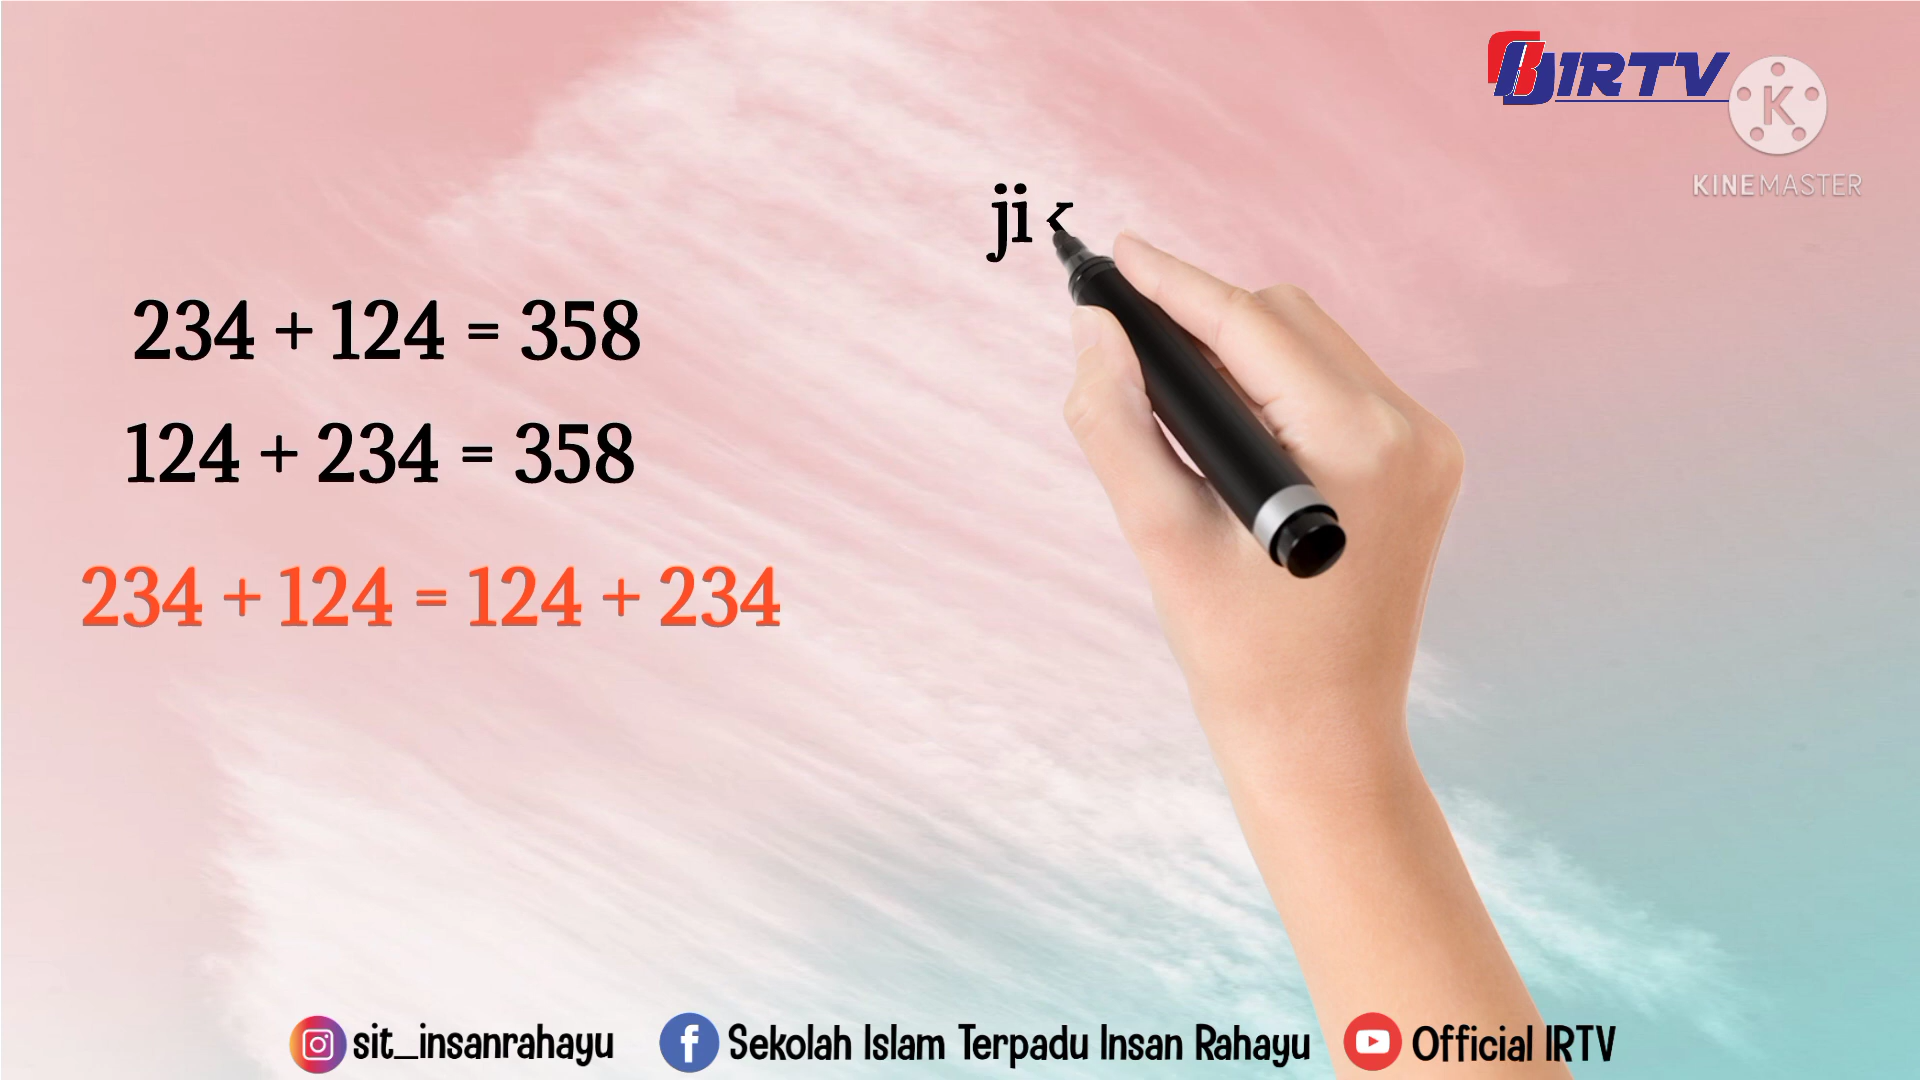 IRTV
K
KINEMASTER
ji
234 + 124 = 358
124 + 234 = 358
234 + 124 = 124 + 234
sit_insanrahayu
Sekolah Islam Terpadu Insan Rahayu
Official IRTV